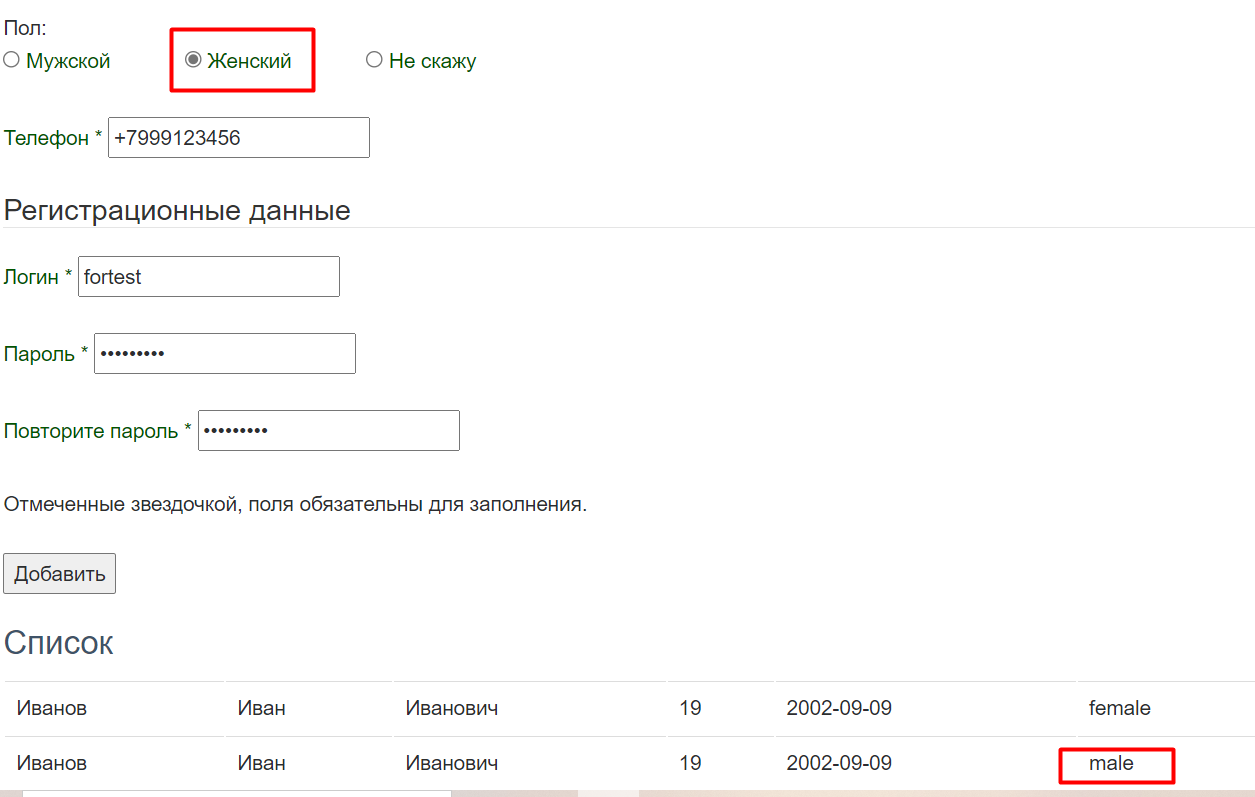 Пол:
Мужской Женский Не скажу
Телефон * +7999123456
Регистрационные данные
Логин * fortest
Пароль * •••••••••
Повторите пароль * •••••••••
Отмеченные звездочкой, поля обязательны для заполнения.
Добавить
Список
Иванов Иван Иванович 19 2002-09-09 female
Иванов Иван Иванович 19 2002-09-09 male